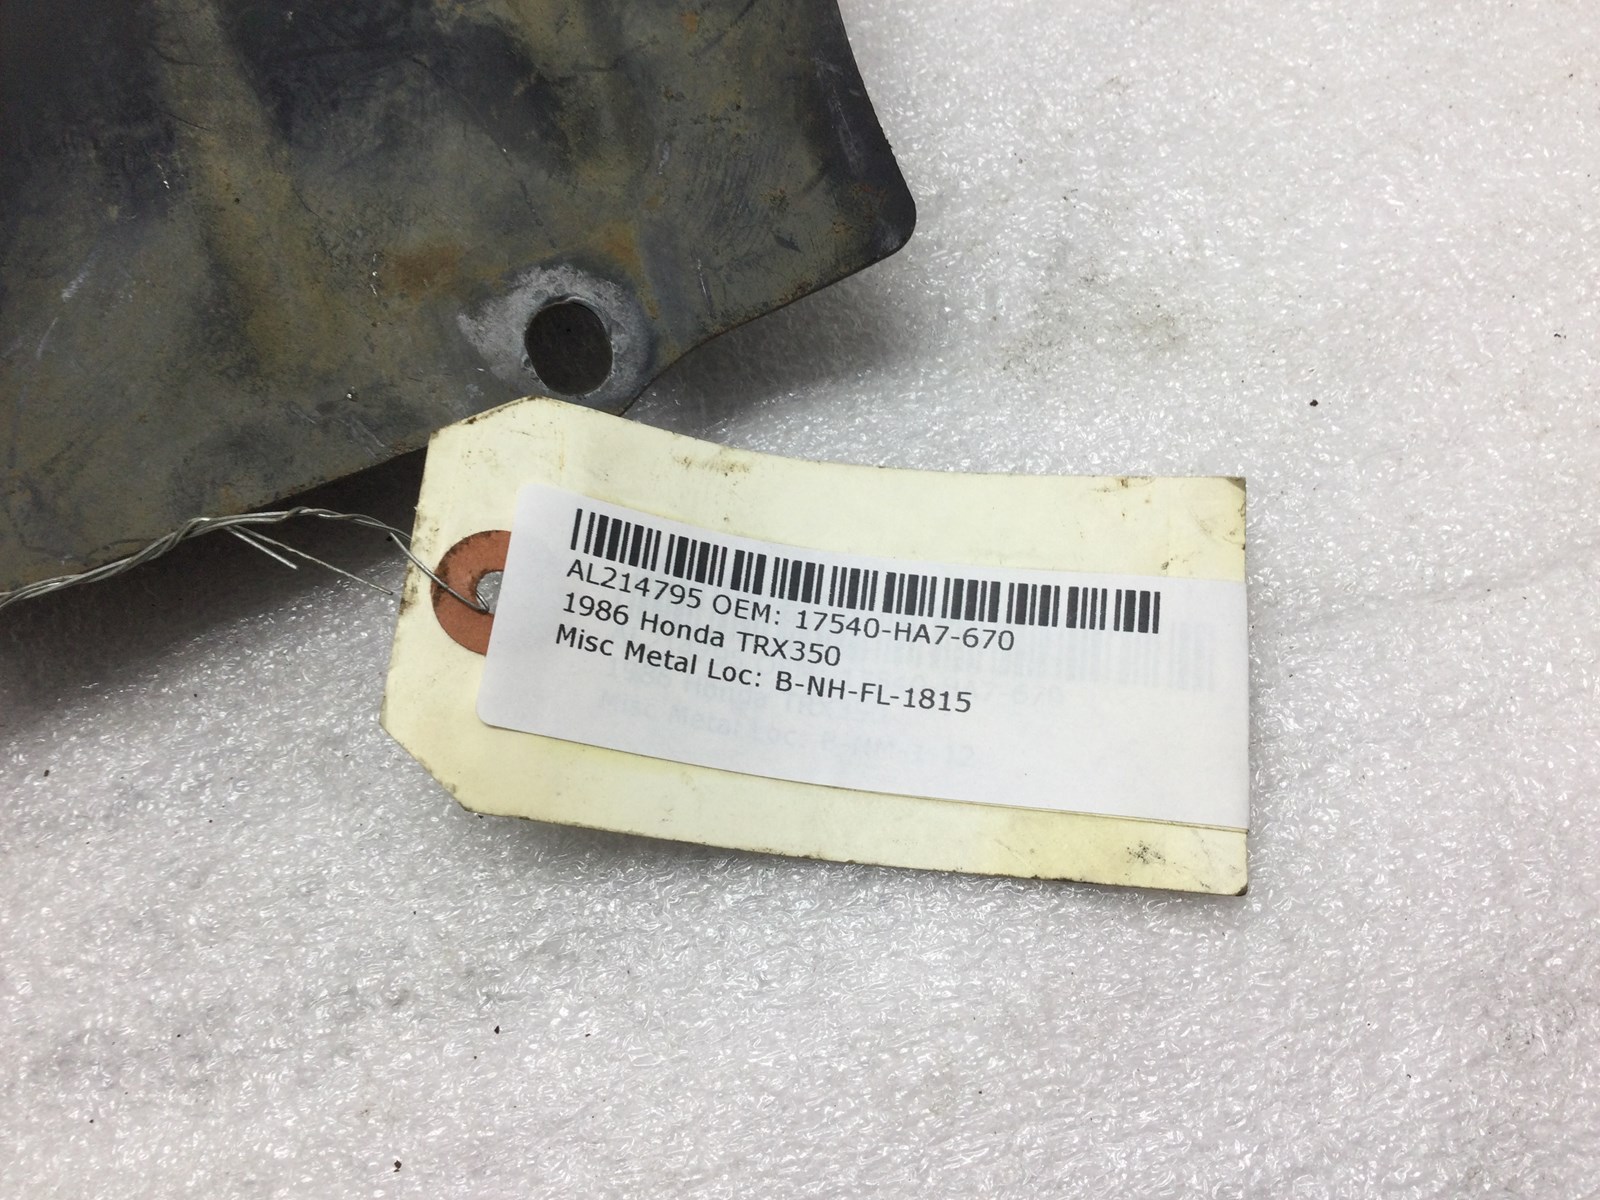 AL214795 OEM: 17540-HA7-670
1986 Honda TRX350
Misc Metal Loc: B-NH-FL-1815